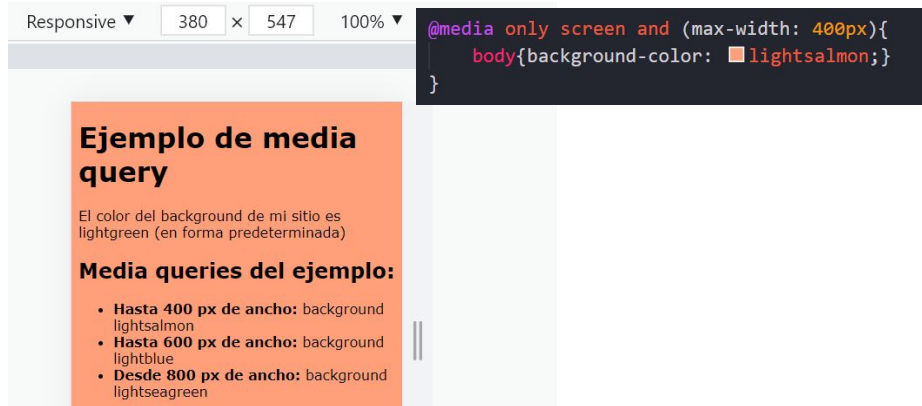 Responsive ▼ 380 × 547 100% ▼
@media only screen and (max-width: 400px){
body{background-color: lightsalmon;}
}
Ejemplo de media
query
El color del background de mi sitio es
lightgreen (en forma predeterminada)
Media queries del ejemplo:
• Hasta 400 px de ancho: background
lightsalmon
• Hasta 600 px de ancho: background
lightblue
• Desde 800 px de ancho: background
lightseagreen